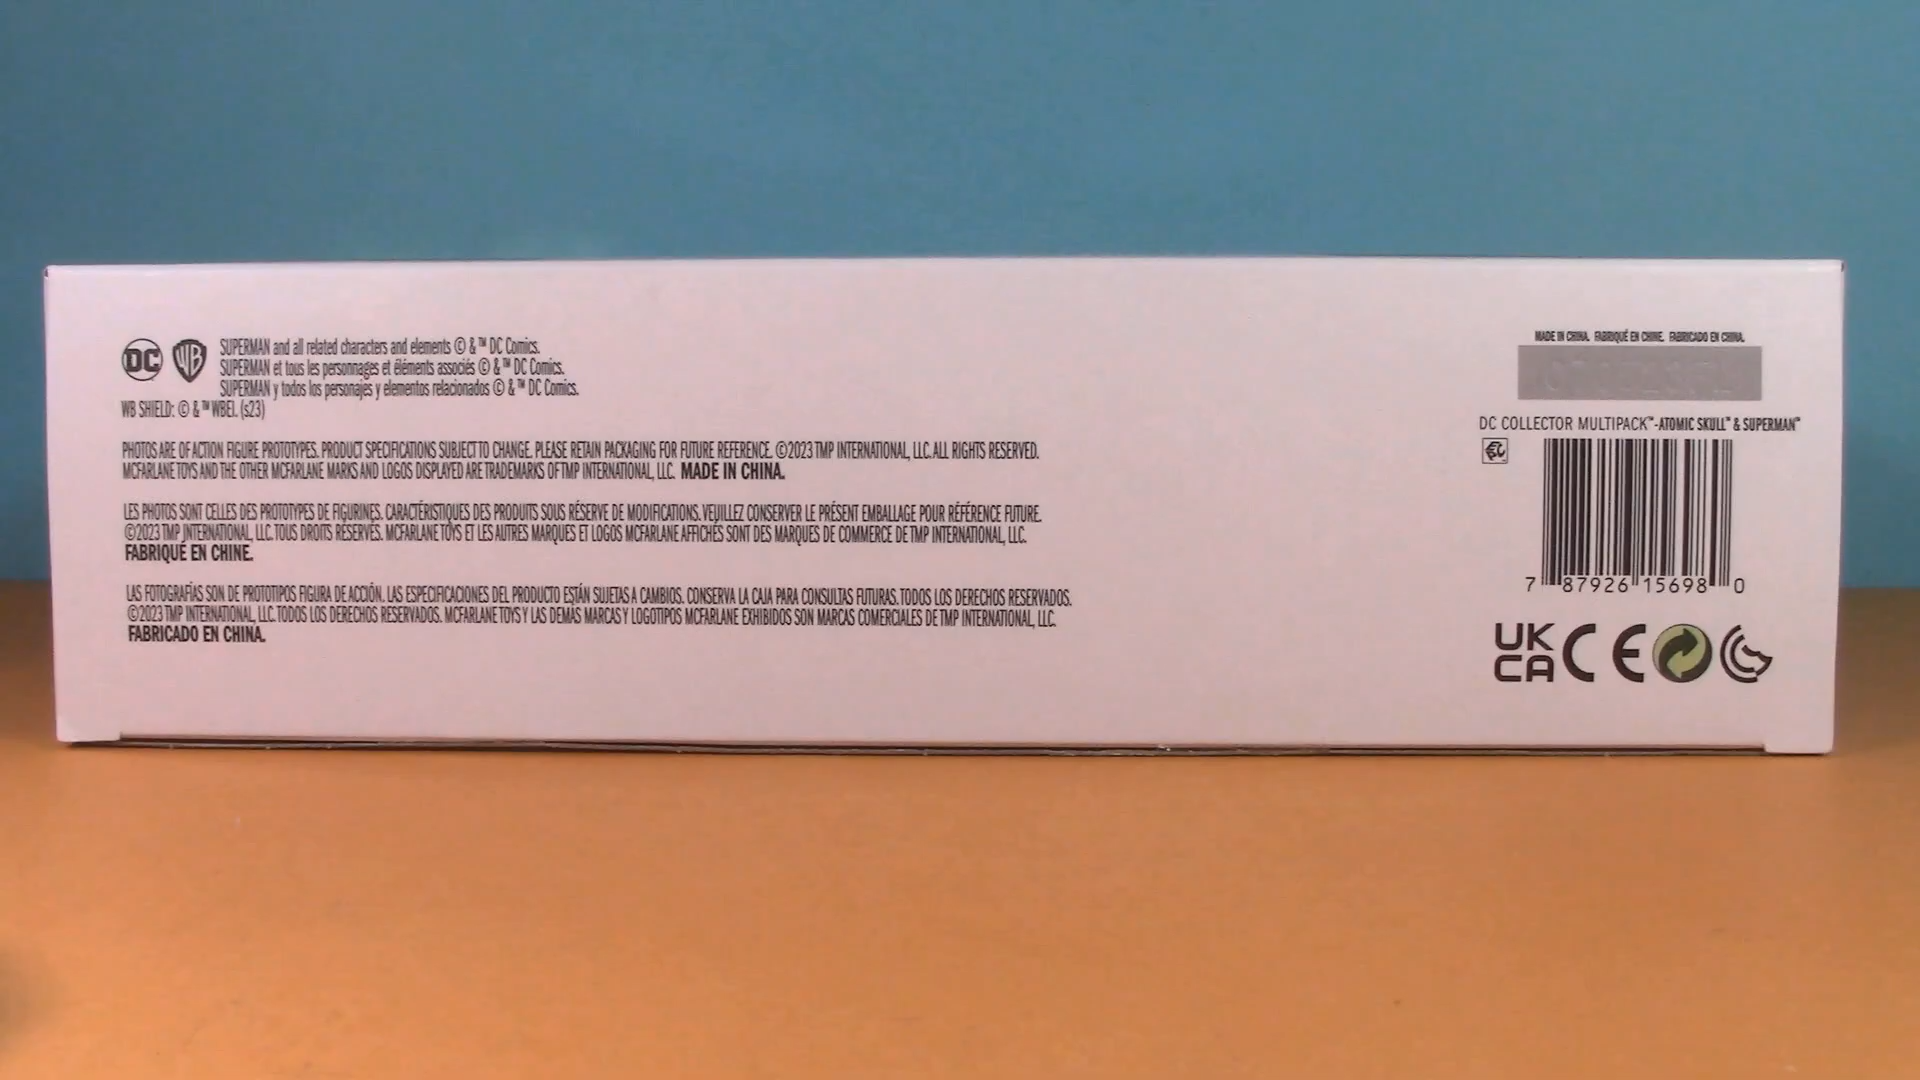 DC WB SUPERMAN and all related characters and elements © & ™ DC Comics.
SUPERMAN et tous les personnages et éléments associés © & ™ DC Comics.
SUPERMAN y todos los personajes y elementos relacionados © & ™ DC Comics.
WB SHIELD: © & ™ WBEI. (s23)
PHOTOS ARE OF ACTION FIGURE PROTOTYPES. PRODUCT SPECIFICATIONS SUBJECT TO CHANGE. PLEASE RETAIN PACKAGING FOR FUTURE REFERENCE. ©2023 TMP INTERNATIONAL, LLC. ALL RIGHTS RESERVED.
MCFARLANE TOYS AND THE OTHER MCFARLANE MARKS AND LOGOS DISPLAYED ARE TRADEMARKS OF TMP INTERNATIONAL, LLC. MADE IN CHINA.
LES PHOTOS SONT CELLES DES PROTOTYPES DE FIGURINES. CARACTÉRISTIQUES DES PRODUITS SOUS RÉSERVE DE MODIFICATIONS. VEUILLEZ CONSERVER LE PRÉSENT EMBALLAGE POUR RÉFÉRENCE FUTURE.
©2023 TMP INTERNATIONAL, LLC. TOUS DROITS RÉSERVÉS. MCFARLANE TOYS ET LES AUTRES MARQUES ET LOGOS MCFARLANE AFFICHÉS SONT DES MARQUES DE COMMERCE DE TMP INTERNATIONAL, LLC.
FABRIQUÉ EN CHINE.
LAS FOTOGRAFÍAS SON DE PROTOTIPOS FIGURA DE ACCIÓN. LAS ESPECIFICACIONES DEL PRODUCTO ESTÁN SUJETAS A CAMBIOS. CONSERVA LA CAJA PARA CONSULTAS FUTURAS. TODOS LOS DERECHOS RESERVADOS.
©2023 TMP INTERNATIONAL, LLC. TODOS LOS DERECHOS RESERVADOS. MCFARLANE TOYS Y LAS DEMÁS MARCAS Y LOGOTIPOS MCFARLANE EXHIBIDOS SON MARCAS COMERCIALES DE TMP INTERNATIONAL, LLC.
FABRICADO EN CHINA.
MADE IN CHINA. FABRIQUÉ EN CHINE. FABRICADO EN CHINA.
DC COLLECTOR MULTIPACK™-ATOMIC SKULL™ & SUPERMAN™
7 87926 15698 0
UK
CA CE